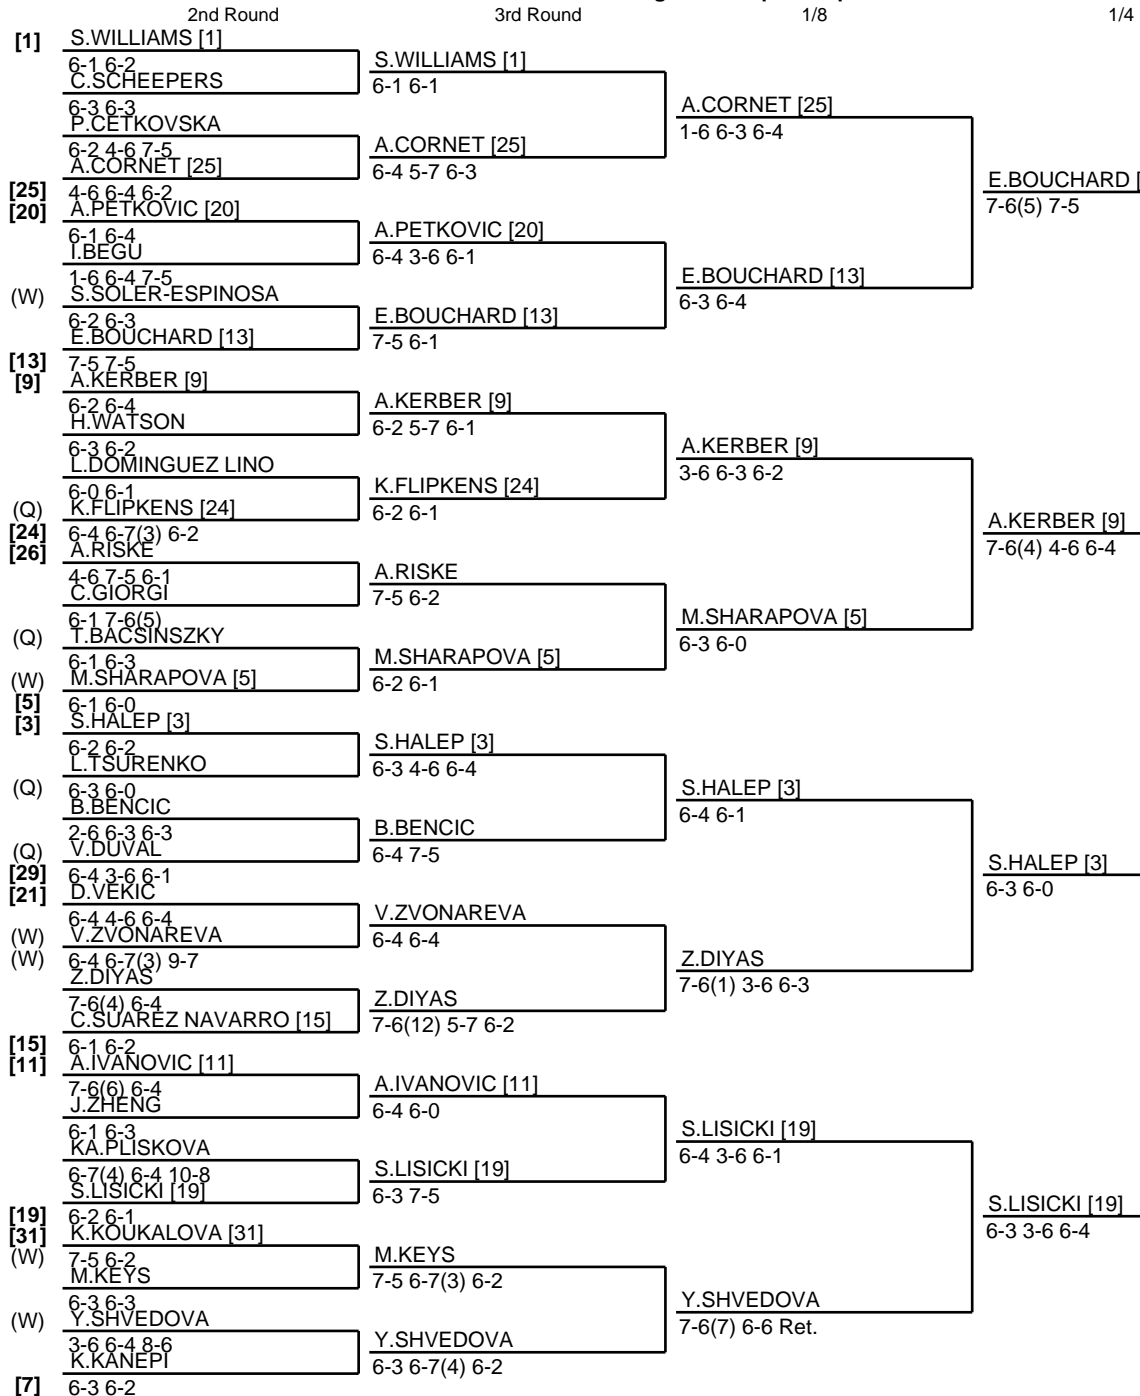 2nd Round
3rd Round
1/8
1/4
[1]
S.WILLIAMS [1]
6-1 6-2
C.SCHEEPERS
6-3 6-3
P.CETKOVSKA
6-2 4-6 7-5
A.CORNET [25]
[25]
4-6 6-4 6-2
[20]
A.PETKOVIC [20]
6-1 6-4
I.BEGU
1-6 6-4 7-5
(W)
S.SOLER-ESPINOSA
6-2 6-3
E.BOUCHARD [13]
[13]
7-5 7-5
[9]
A.KERBER [9]
6-2 6-4
H.WATSON
6-3 6-2
L.DOMINGUEZ LINO
6-0 6-1
(Q)
K.FLIPKENS [24]
[24]
6-4 6-7(3) 6-2
[26]
A.RISKE
4-6 7-5 6-1
C.GIORGI
6-1 7-6(5)
(Q)
T.BACSINSZKY
6-1 6-3
(W)
M.SHARAPOVA [5]
[5]
6-1 6-0
[3]
S.HALEP [3]
6-2 6-2
L.TSURENKO
(Q)
6-3 6-0
B.BENCIC
2-6 6-3 6-3
(Q)
V.DUVAL
[29]
6-4 3-6 6-1
[21]
D.VEKIC
6-4 4-6 6-4
(W)
V.ZVONAREVA
(W)
6-4 6-7(3) 9-7
Z.DIYAS
7-6(4) 6-4
C.SUAREZ NAVARRO [15]
[15]
6-1 6-2
[11]
A.IVANOVIC [11]
7-6(6) 6-4
J.ZHENG
6-1 6-3
KA.PLISKOVA
6-7(4) 6-4 10-8
S.LISICKI [19]
[19]
6-2 6-1
[31]
K.KOUKALOVA [31]
(W)
7-5 6-2
M.KEYS
6-3 6-3
(W)
Y.SHVEDOVA
3-6 6-4 8-6
K.KANEPI
[7]
6-3 6-2
S.WILLIAMS [1]
6-1 6-1
A.CORNET [25]
6-4 5-7 6-3
A.PETKOVIC [20]
6-4 3-6 6-1
E.BOUCHARD [13]
7-5 6-1
A.KERBER [9]
6-2 5-7 6-1
K.FLIPKENS [24]
6-2 6-1
A.RISKE
7-5 6-2
M.SHARAPOVA [5]
6-2 6-1
S.HALEP [3]
6-3 4-6 6-4
B.BENCIC
6-4 7-5
V.ZVONAREVA
6-4 6-4
Z.DIYAS
7-6(12) 5-7 6-2
A.IVANOVIC [11]
6-4 6-0
S.LISICKI [19]
6-3 7-5
M.KEYS
7-5 6-7(3) 6-2
Y.SHVEDOVA
6-3 6-7(4) 6-2
A.CORNET [25]
1-6 6-3 6-4
E.BOUCHARD [13]
6-3 6-4
A.KERBER [9]
3-6 6-3 6-2
M.SHARAPOVA [5]
6-3 6-0
S.HALEP [3]
6-4 6-1
Z.DIYAS
7-6(1) 3-6 6-3
S.LISICKI [19]
6-4 3-6 6-1
Y.SHVEDOVA
7-6(7) 6-6 Ret.
E.BOUCHARD [
7-6(5) 7-5
A.KERBER [9]
7-6(4) 4-6 6-4
S.HALEP [3]
6-3 6-0
S.LISICKI [19]
6-3 3-6 6-4